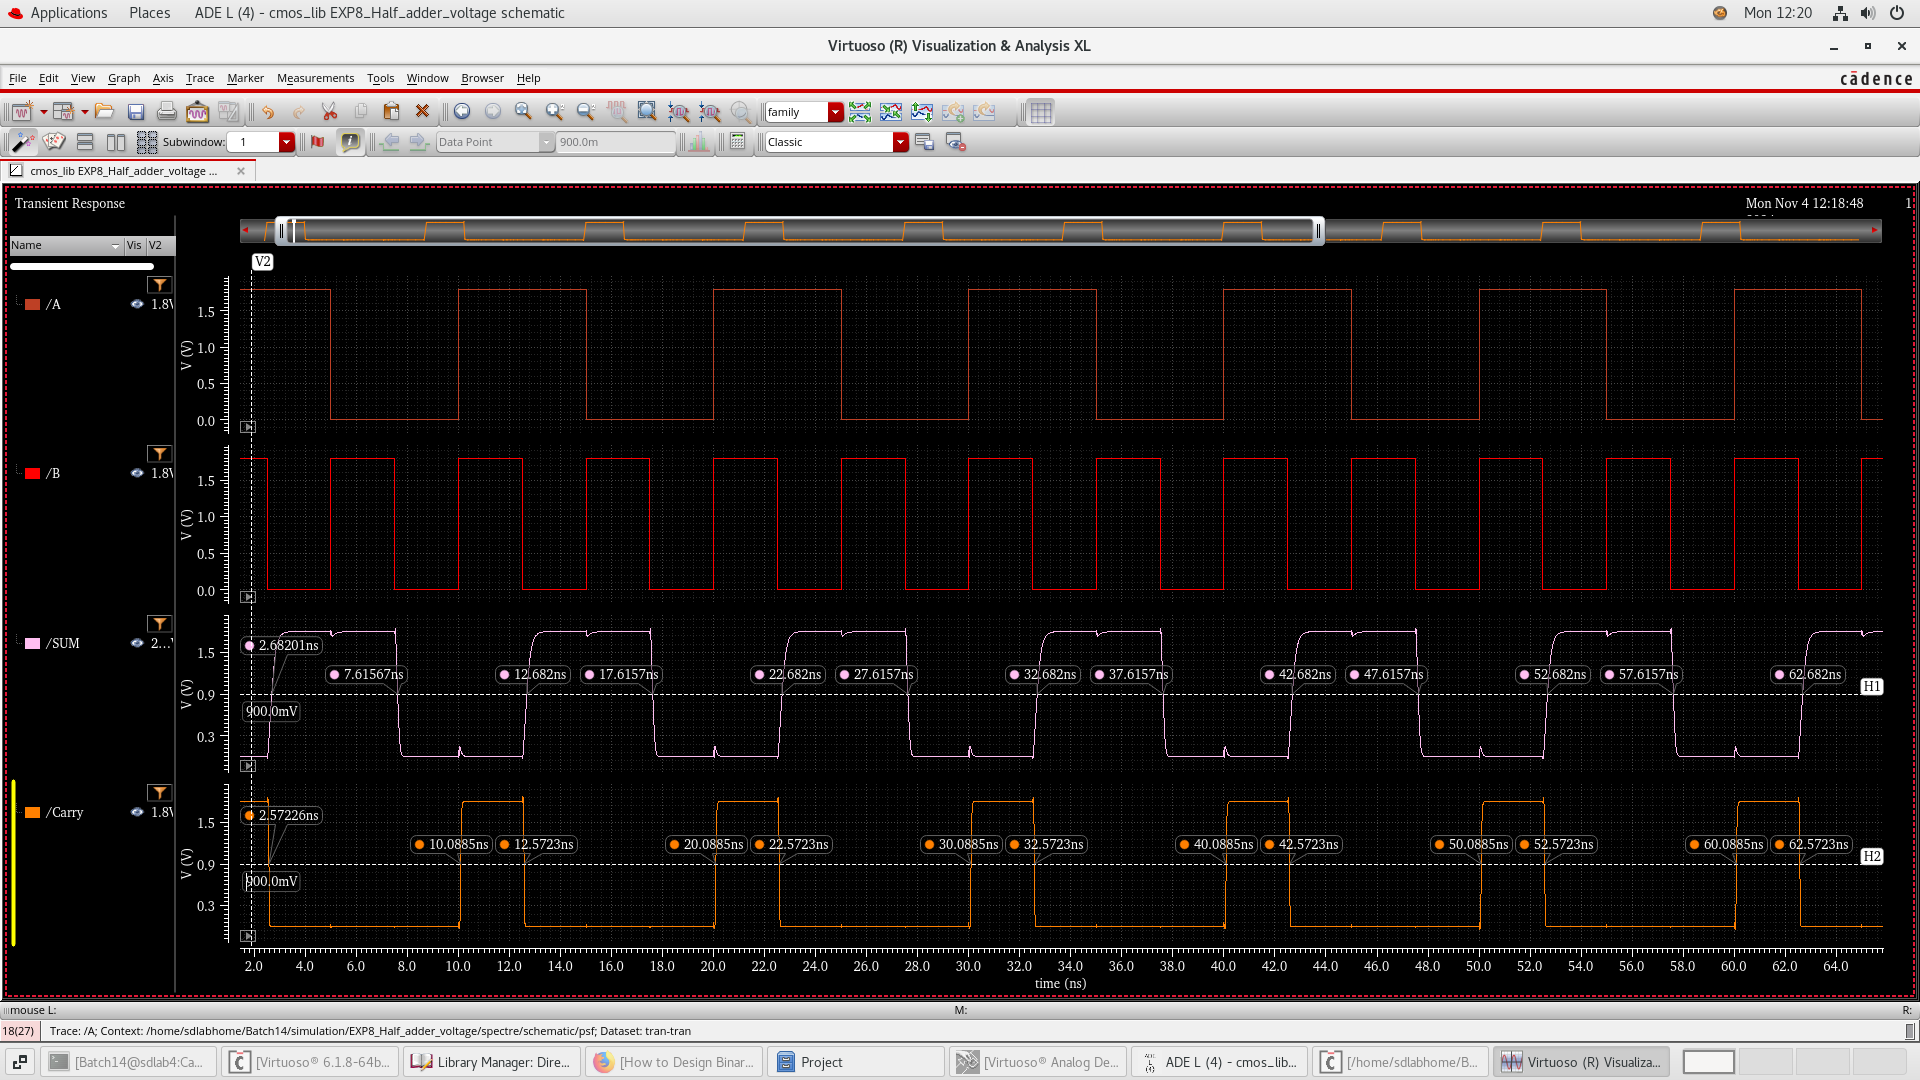 Applications Places ADE L (4) - cmos_lib EXP8_Half_adder_voltage schematic Mon 12:20
Virtuoso (R) Visualization & Analysis XL
File Edit View Graph Axis Trace Marker Measurements Tools Window Browser Help cādence
family
Subwindow: 1 Data Point 900.0m Classic
cmos_lib EXP8_Half_adder_voltage ...
Transient Response Mon Nov 4 12:18:48 1
Name Vis V2
V2
/A 1.8V
1.5
1.0
0.5
0.0
V (V)
/B 1.8V
1.5
1.0
0.5
0.0
V (V)
/SUM 2...
2.68201ns
1.5
7.61567ns 12.682ns 17.6157ns 22.682ns 27.6157ns 32.682ns 37.6157ns 42.682ns 47.6157ns 52.682ns 57.6157ns 62.682ns
0.9 H1
900.0mV
0.3
V (V)
/Carry 1.8V
2.57226ns
1.5
10.0885ns 12.5723ns 20.0885ns 22.5723ns 30.0885ns 32.5723ns 40.0885ns 42.5723ns 50.0885ns 52.5723ns 60.0885ns 62.5723ns
0.9 H2
900.0mV
0.3
V (V)
2.0 4.0 6.0 8.0 10.0 12.0 14.0 16.0 18.0 20.0 22.0 24.0 26.0 28.0 30.0 32.0 34.0 36.0 38.0 40.0 42.0 44.0 46.0 48.0 50.0 52.0 54.0 56.0 58.0 60.0 62.0 64.0
time (ns)
mouse L: M: R:
18(27) Trace: /A; Context: /home/sdlabhome/Batch14/simulation/EXP8_Half_adder_voltage/spectre/schematic/psf; Dataset: tran-tran
[Batch14@sdlab4:Ca... [Virtuoso® 6.1.8-64b... Library Manager: Dire... [How to Design Binar... Project [Virtuoso® Analog De... ADE L (4) - cmos_lib... [/home/sdlabhome/B... Virtuoso (R) Visualiza...